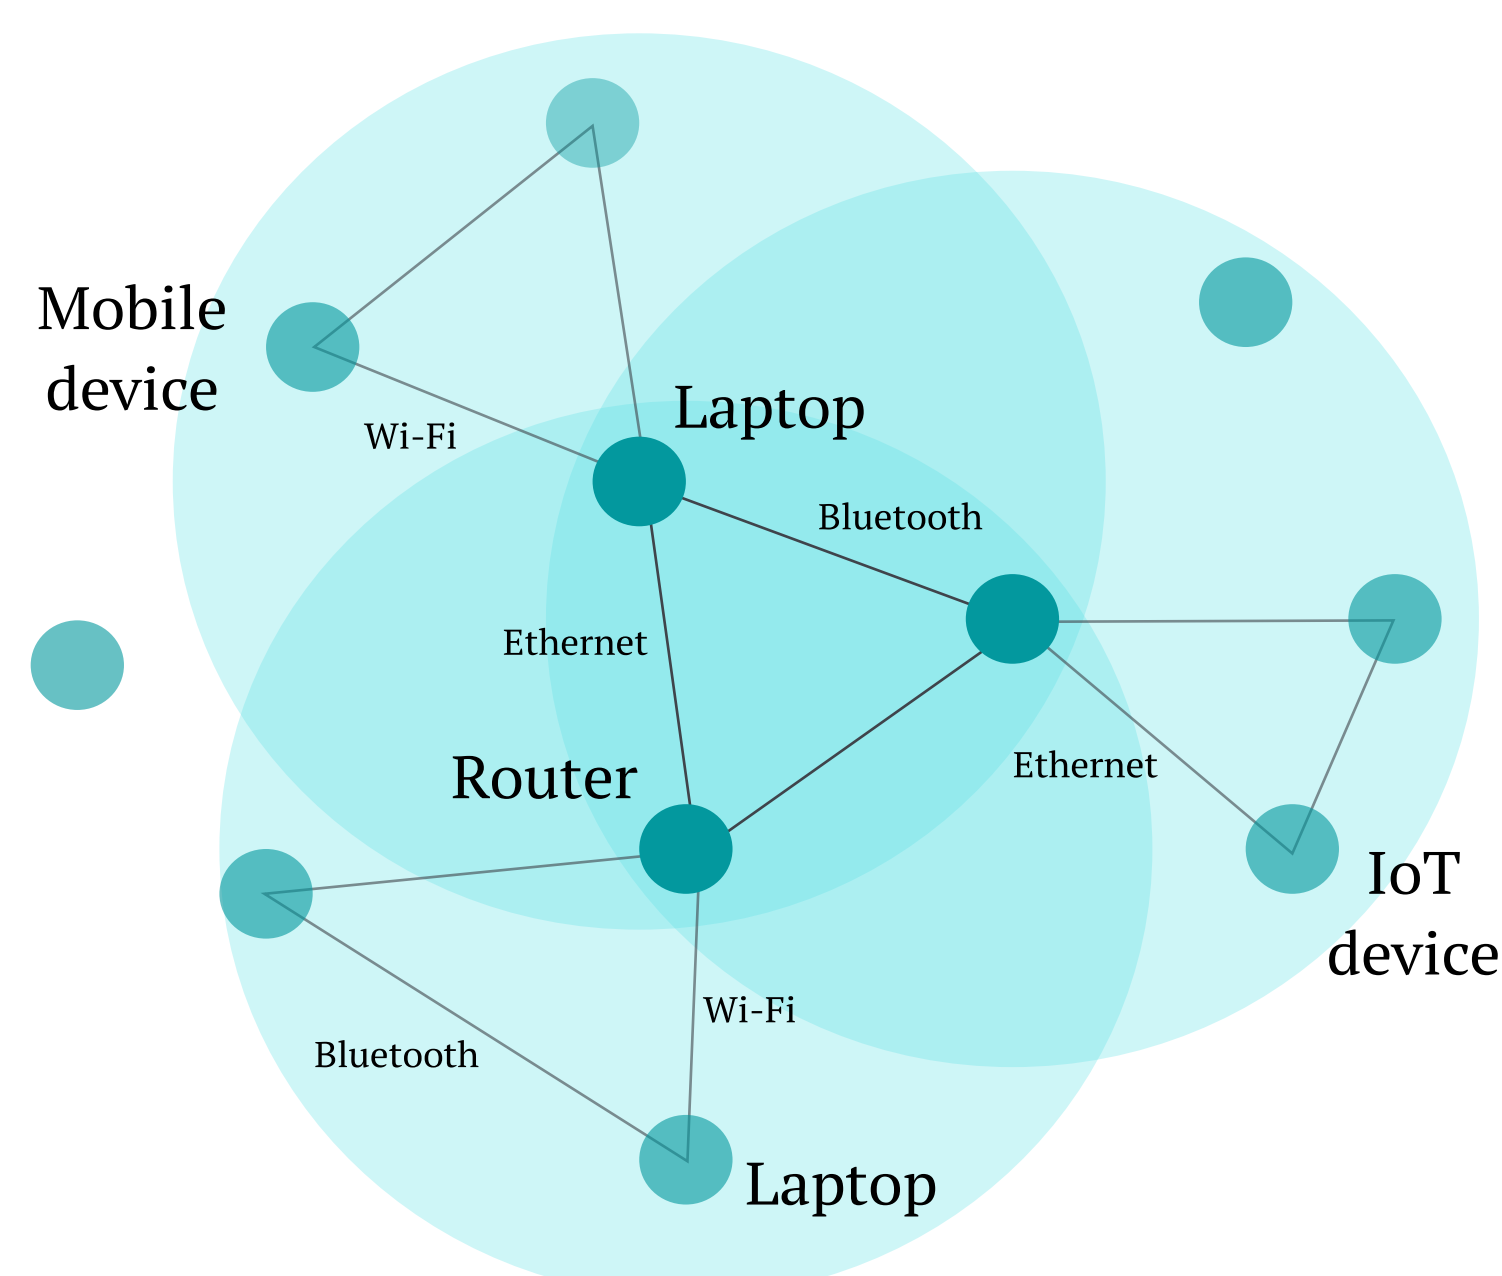 Mobile
device
Laptop
Wi-Fi
Bluetooth
Ethernet
Router
Ethernet
IoT
device
Wi-Fi
Bluetooth
Laptop